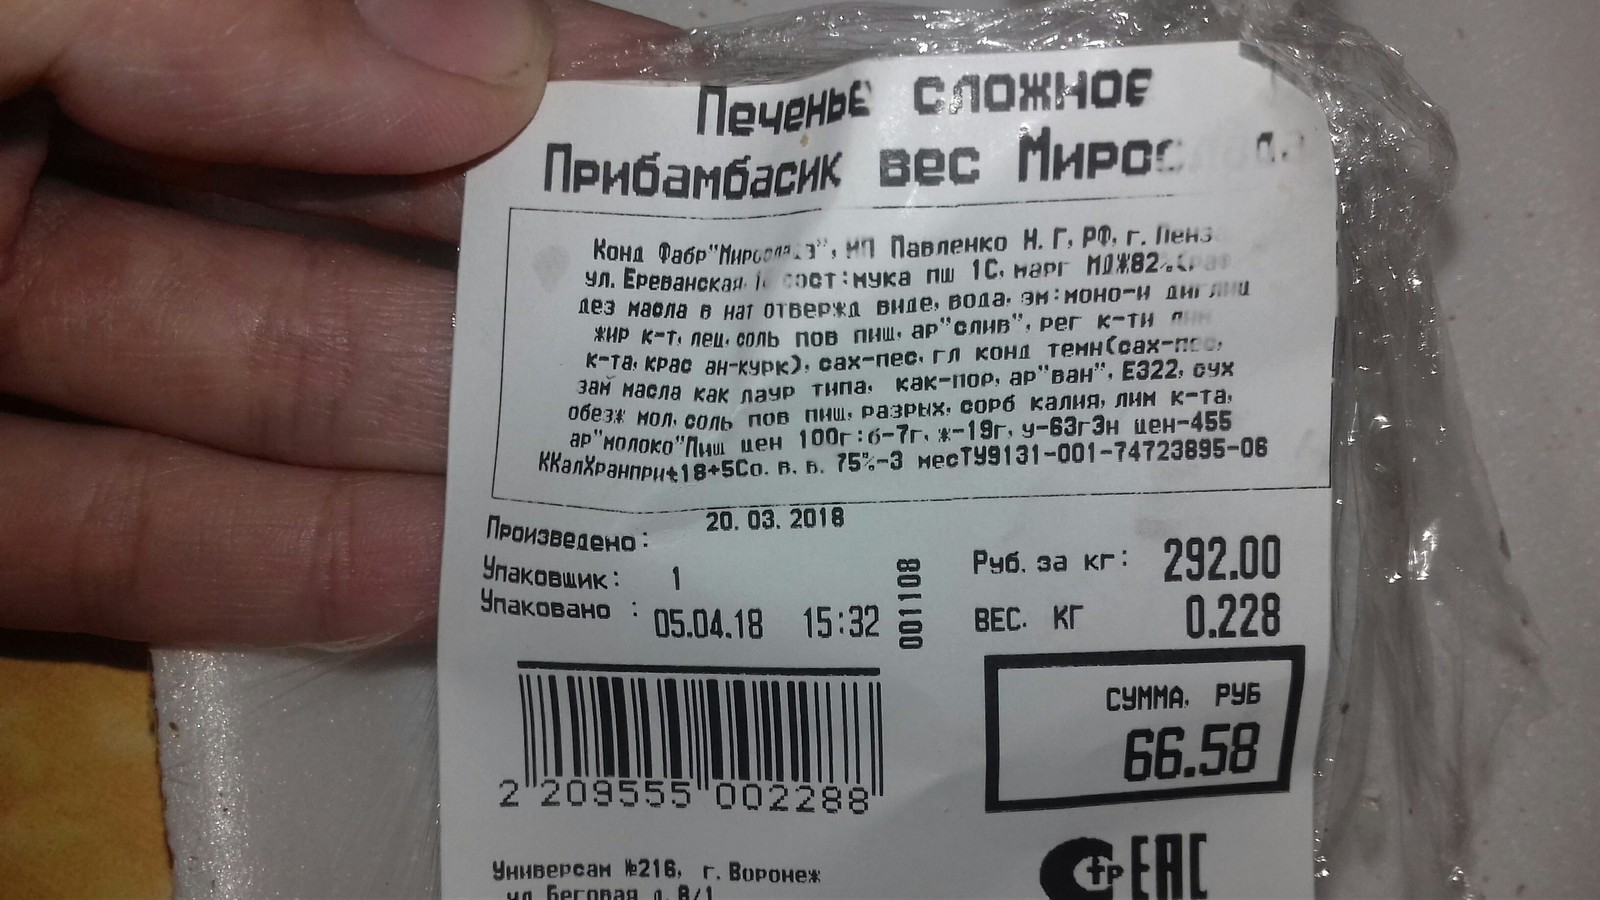 Печенье сложное
Прибамбасик вес
Конд Фабр"Мирослава", ИП Павленко Н. Г, РФ, г.
ул. Ереванская, сост:мука пш 1С, марг МДЖ82%
дез масла в нат отвержд виде, вода, эм:моно-и диглиц
жир к-т, лец, соль пов пищ, ар"слив", рег к-ти
к-та, крас ан-курк), сах-пес, гл конд темн(сах-пес,
зам масла как лаур типа, как-пор, ар"ван", Е322, сух
обезж мол, соль пов пищ, разрых, сорб калия, лим к-та,
ар"молоко"Пищ цен 100г:б-7г, ж-19г, у-63гЭн цен-455
ККалХранприt18+5Со. в. в. 75%-3 месТУ9131-001-74723895-06
Произведено: 20. 03. 2018
Упаковщик: 1
Упаковано : 05.04.18 15:32
001108
Руб. за кг: 292.00
ВЕС. КГ 0.228
СУММА, РУБ
66.58
2 209555 002288
Универсам №216, г. Воронеж
ул Беговая д. 8/1
СТР ЕАС